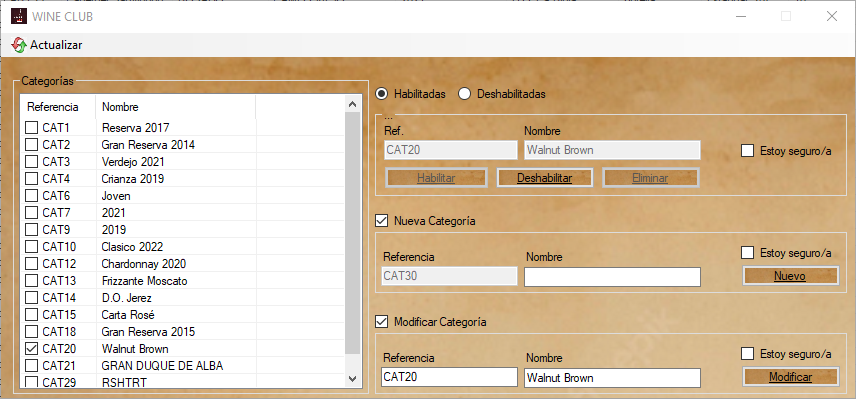 WINE CLUB
Actualizar
Categorías
Referencia Nombre
CAT1 Reserva 2017
CAT2 Gran Reserva 2014
CAT3 Verdejo 2021
CAT4 Crianza 2019
CAT6 Joven
CAT7 2021
CAT9 2019
CAT10 Clasico 2022
CAT12 Chardonnay 2020
CAT13 Frizzante Moscato
CAT14 D.O. Jerez
CAT15 Carta Rosé
CAT18 Gran Reserva 2015
CAT20 Walnut Brown
CAT21 GRAN DUQUE DE ALBA
CAT29 RSHTRT
Habilitadas Deshabilitadas
...
Ref. Nombre
CAT20 Walnut Brown Estoy seguro/a
Habilitar Deshabilitar Eliminar
Nueva Categoría
Estoy seguro/a
Referencia Nombre
CAT30 Nuevo
Modificar Categoría
Estoy seguro/a
Referencia Nombre
CAT20 Walnut Brown Modificar